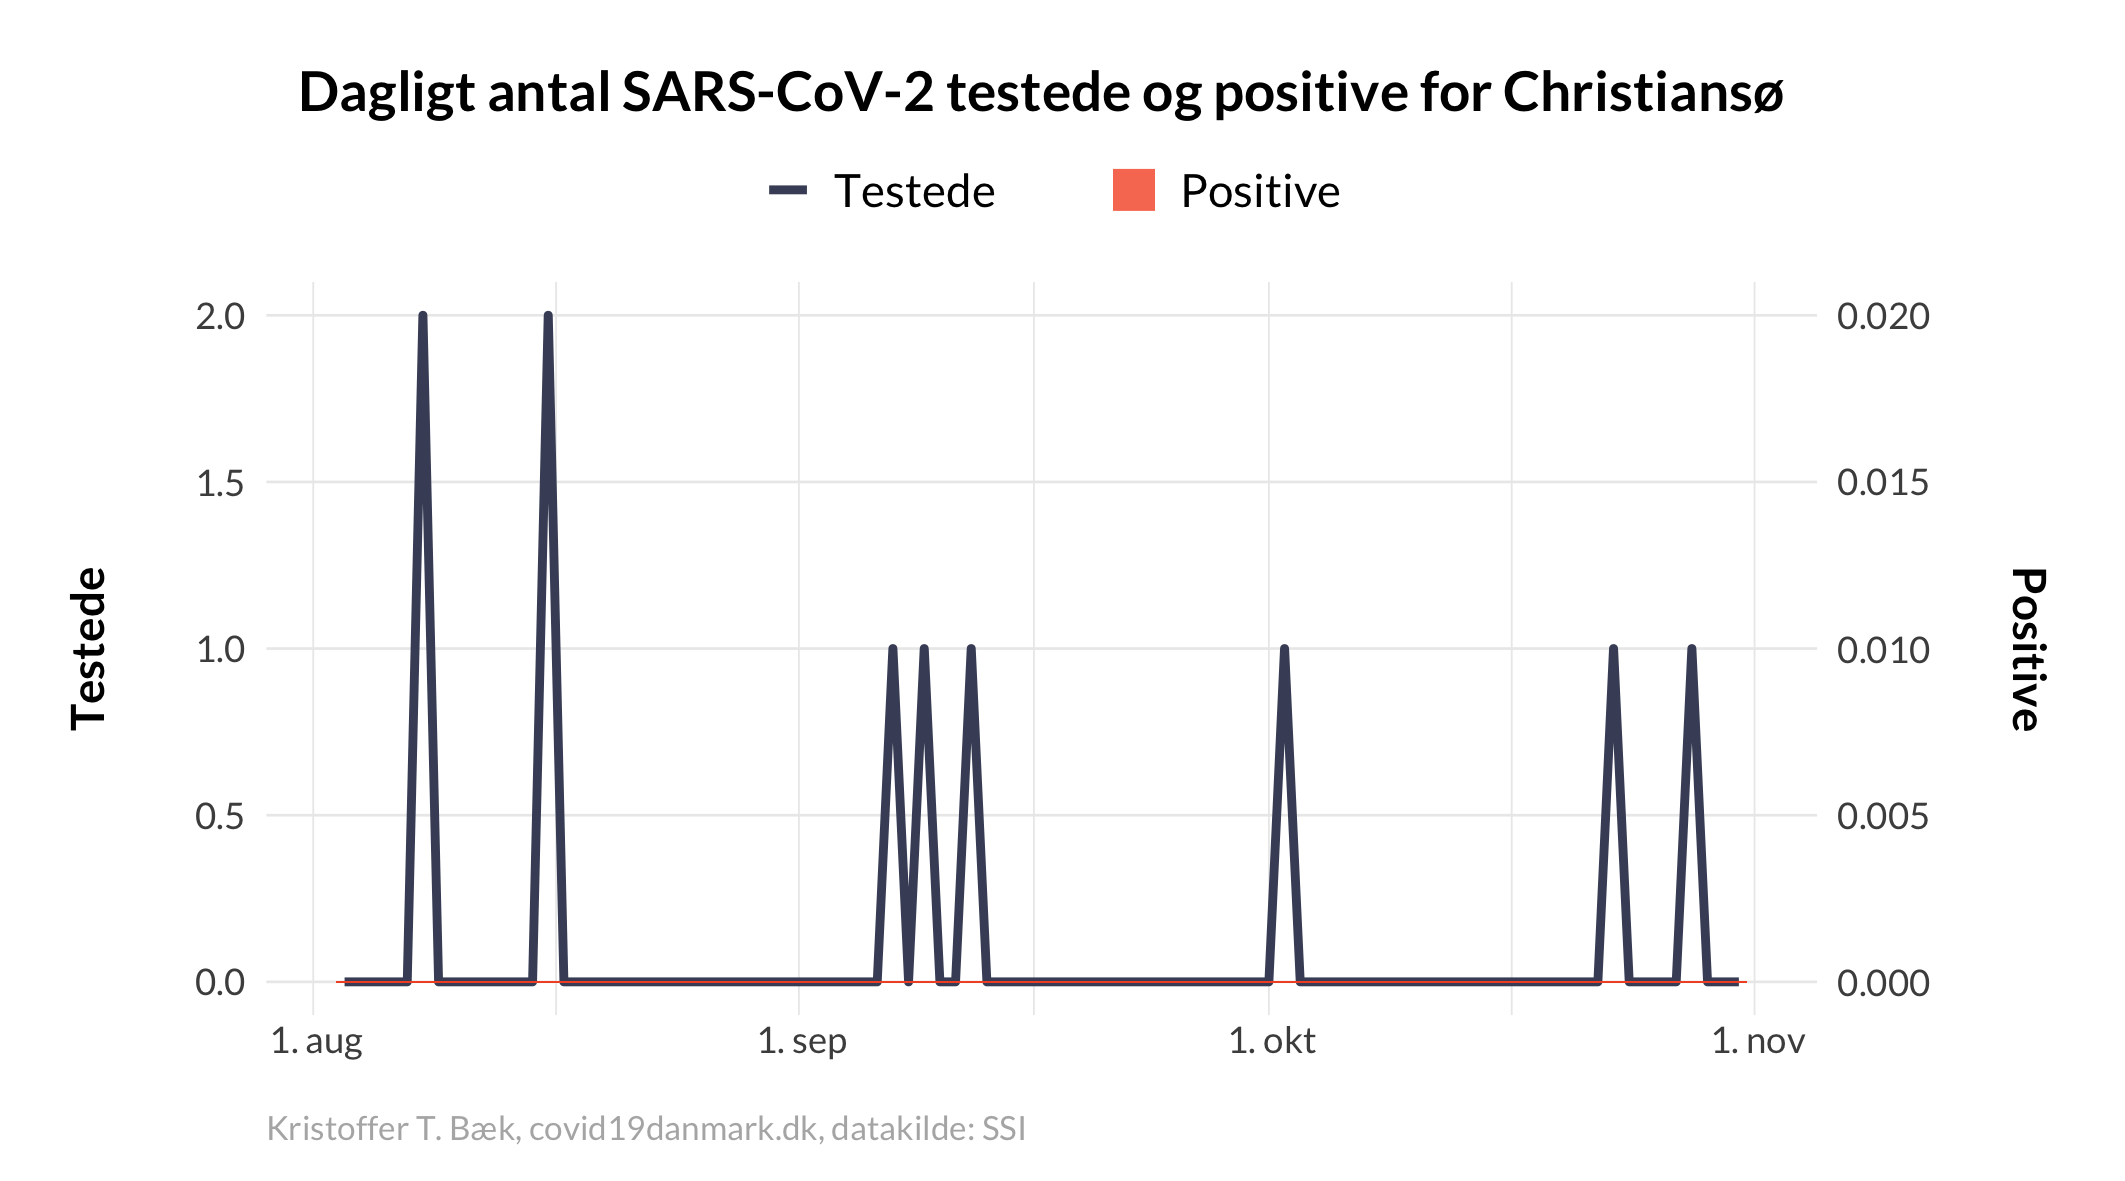 Dagligt antal SARS-CoV-2 testede og positive for Christiansø
Testede Positive
2.0 0.020
1.5 0.015
1.0 0.010
0.5 0.005
0.0 0.000
Testede
Positive
1. aug 1. sep 1. okt 1. nov
Kristoffer T. Bæk, covid19danmark.dk, datakilde: SSI